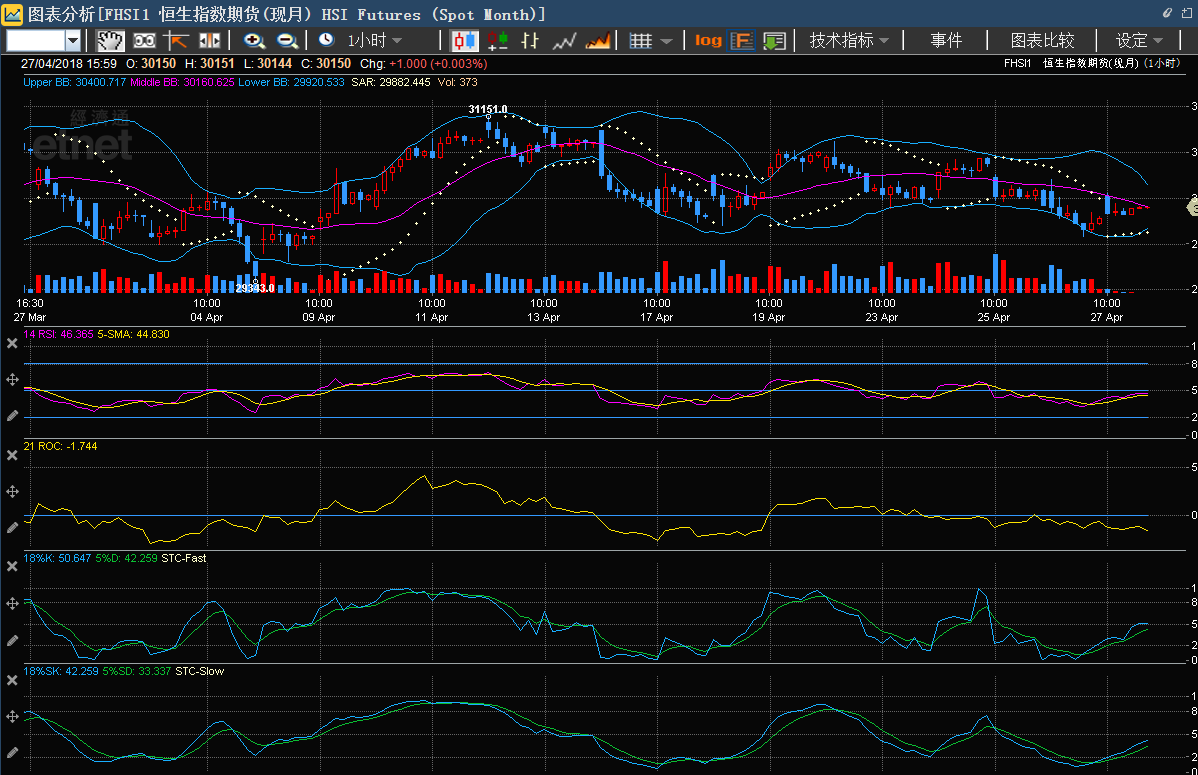 图表分析[FHSI1 恒生指数期货(现月) HSI Futures (Spot Month)]
1小时 log 技术指标 事件 图表比较 设定
27/04/2018 15:59 O: 30150 H: 30151 L: 30144 C: 30150 Chg: +1.000 (+0.003%) FHSI1 恒生指数期货(现月) (1小时)
Upper BB: 30400.717 Middle BB: 30160.625 Lower BB: 29920.533 SAR: 29882.445 Vol: 373
31151.0
經濟通
etnet
29343.0
16:30 10:00 10:00 10:00 10:00 10:00 10:00 10:00 10:00 10:00
27 Mar 04 Apr 09 Apr 11 Apr 13 Apr 17 Apr 19 Apr 23 Apr 25 Apr 27 Apr
14 RSI: 46.365 5-SMA: 44.830
21 ROC: -1.744
18%K: 50.647 5%D: 42.259 STC-Fast
18%SK: 42.259 5%SD: 33.337 STC-Slow